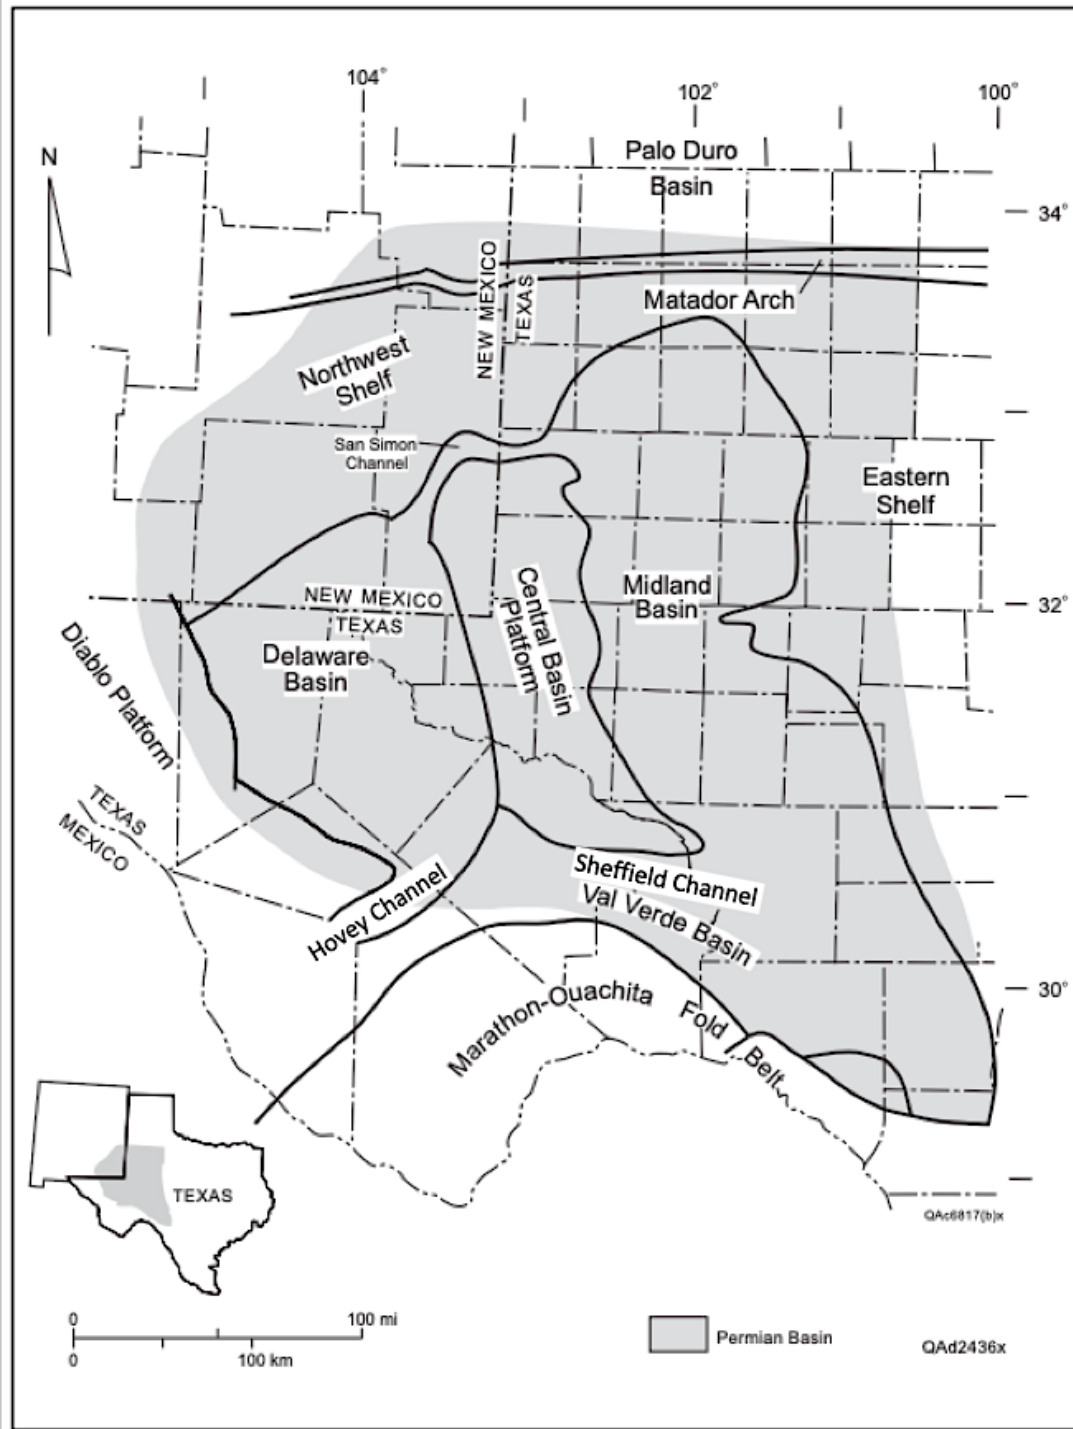 104°
102°
100°
N
Palo Duro
Basin
34°
NEW MEXICO
TEXAS
Matador Arch
Northwest
Shelf
San Simon
Channel
Eastern
Shelf
Central Basin
Platform
Midland
Basin
NEW MEXICO
TEXAS
32°
Diablo Platform
Delaware
Basin
TEXAS
MEXICO
Hovey Channel
Sheffield Channel
Val Verde Basin
30°
Marathon-Ouachita Fold Belt
TEXAS
QAc6817(b)x
0 100 mi
0 100 km
Permian Basin
QAd2436x